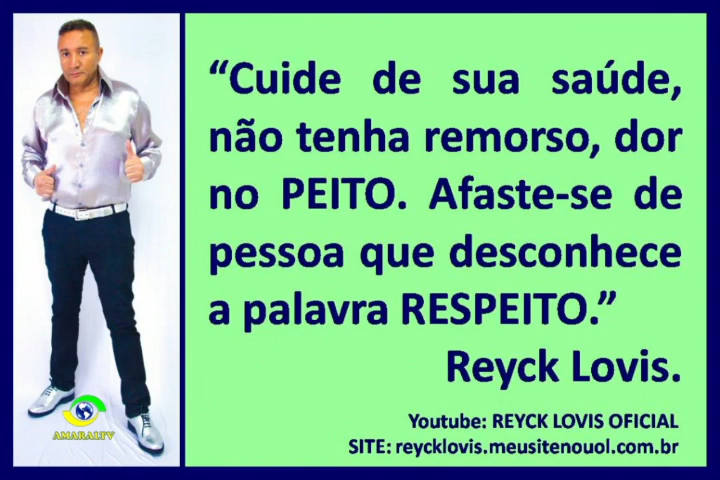 “Cuide de sua saúde,
não tenha remorso, dor
no PEITO. Afaste-se de
pessoa que desconhece
a palavra RESPEITO.”
Reyck Lovis.
Youtube: REYCK LOVIS OFICIAL
SITE: reycklovis.meusitenouol.com.br
AMARALTV